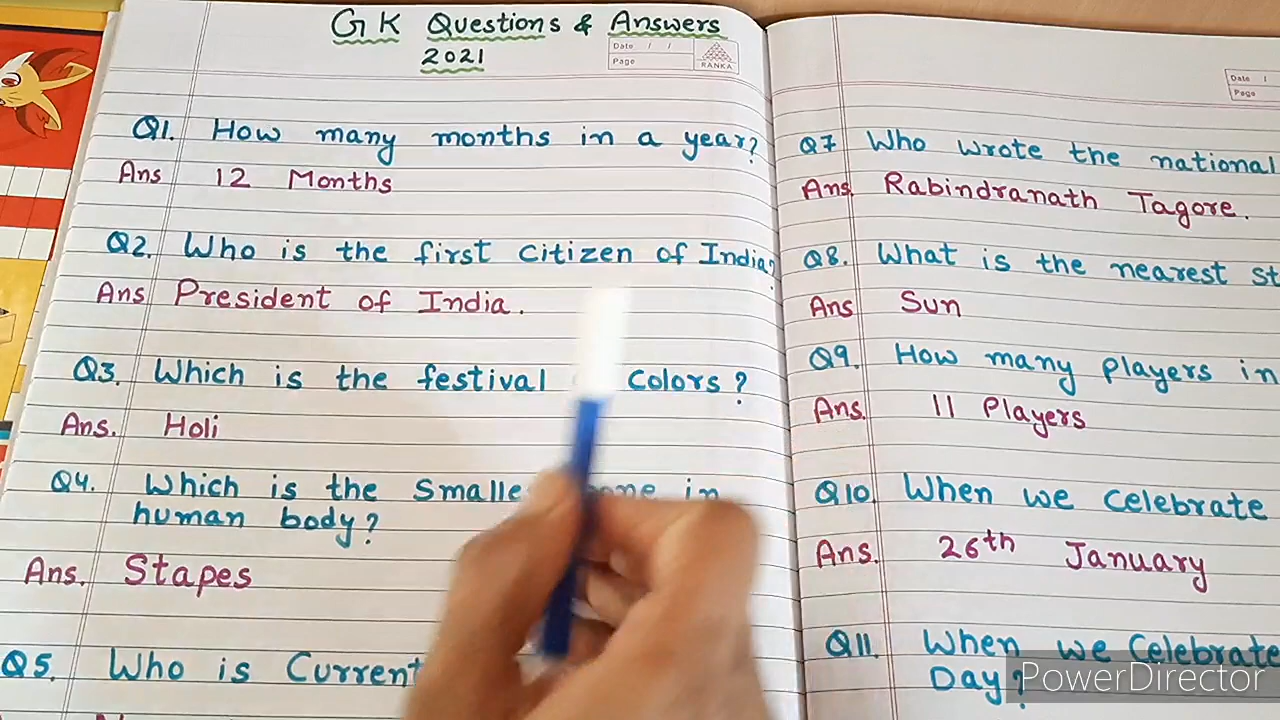 GK Questions & Answers
2021
Date / /
Page
RANKA
Q1. How many months in a year?
Ans 12 Months
Q2. Who is the first citizen of India?
Ans President of India.
Q3. Which is the festival colors?
Ans. Holi
Q4. Which is the in
human body?
Ans. Stapes
Q5. Who is Current
Date /
Page
Q7 Who wrote the national
Ans. Rabindranath Tagore.
Q8. What is the nearest
Ans Sun
Q9. How many players in
Ans. 11 Players
Q10 When we celebrate
Ans. 26th January
Q11. When we celebrate
Day?
PowerDirector